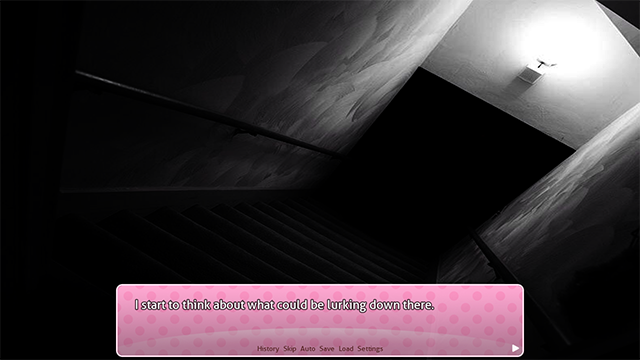 I start to think about what could be lurking down there.
History Skip Auto Save Load Settings